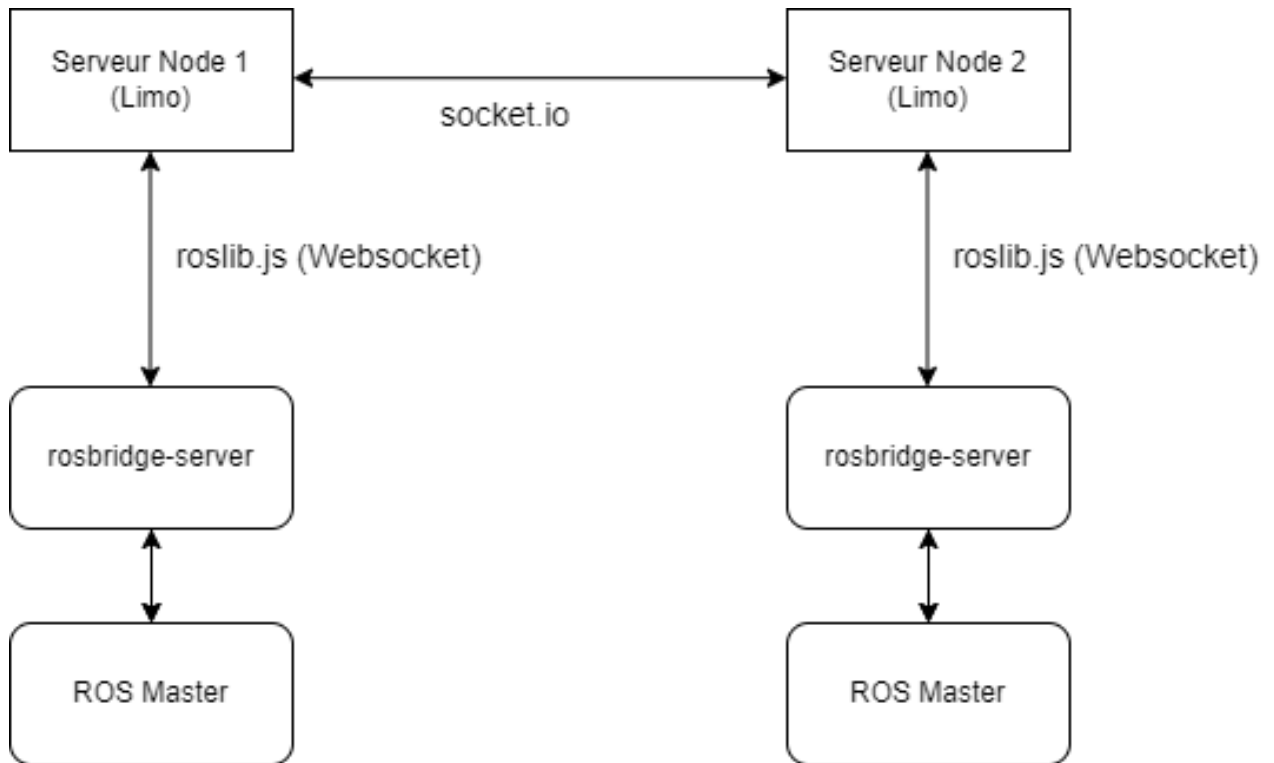 Serveur Node 1
(Limo)
socket.io
Serveur Node 2
(Limo)
roslib.js (Websocket)
roslib.js (Websocket)
rosbridge-server
rosbridge-server
ROS Master
ROS Master